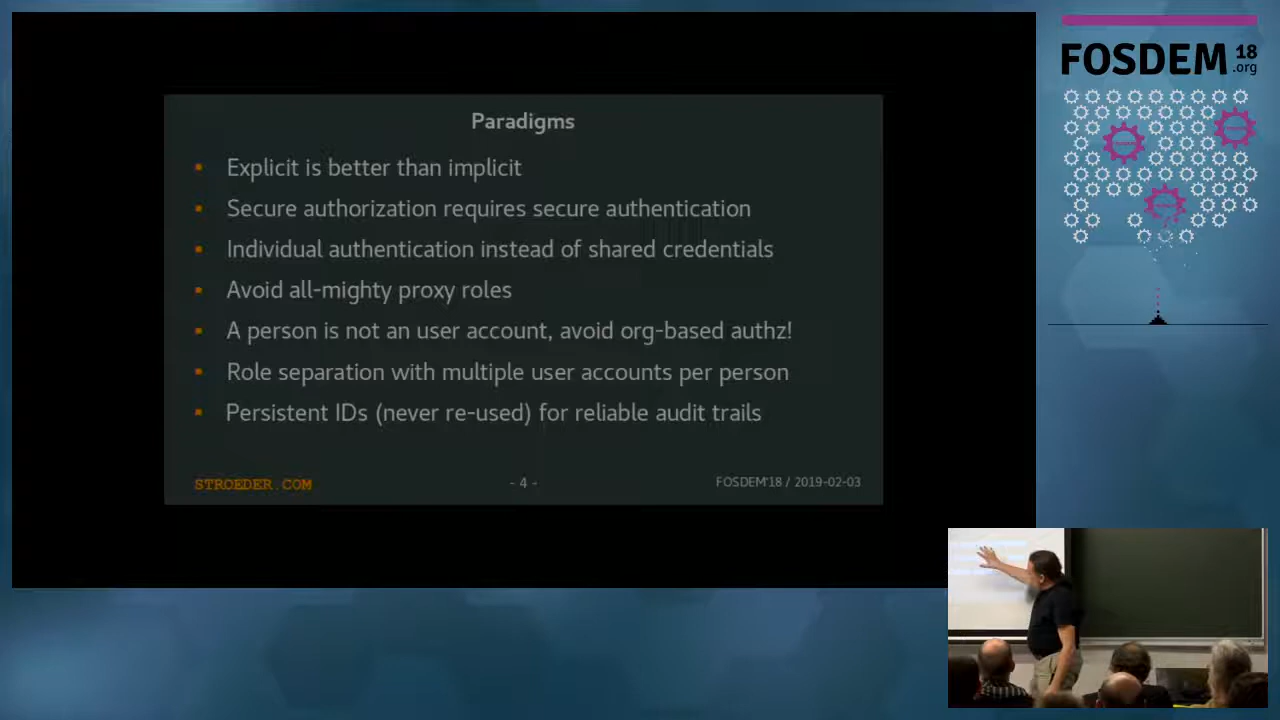 Paradigms
Explicit is better than implicit
Secure authorization requires secure authentication
Individual authentication instead of shared credentials
Avoid all-mighty proxy roles
A person is not an user account, avoid org-based authz!
Role separation with multiple user accounts per person
Persistent IDs (never re-used) for reliable audit trails
STROEDER.COM
- 4 -
FOSDEM'18 / 2019-02-03
FOSDEM 18
.org